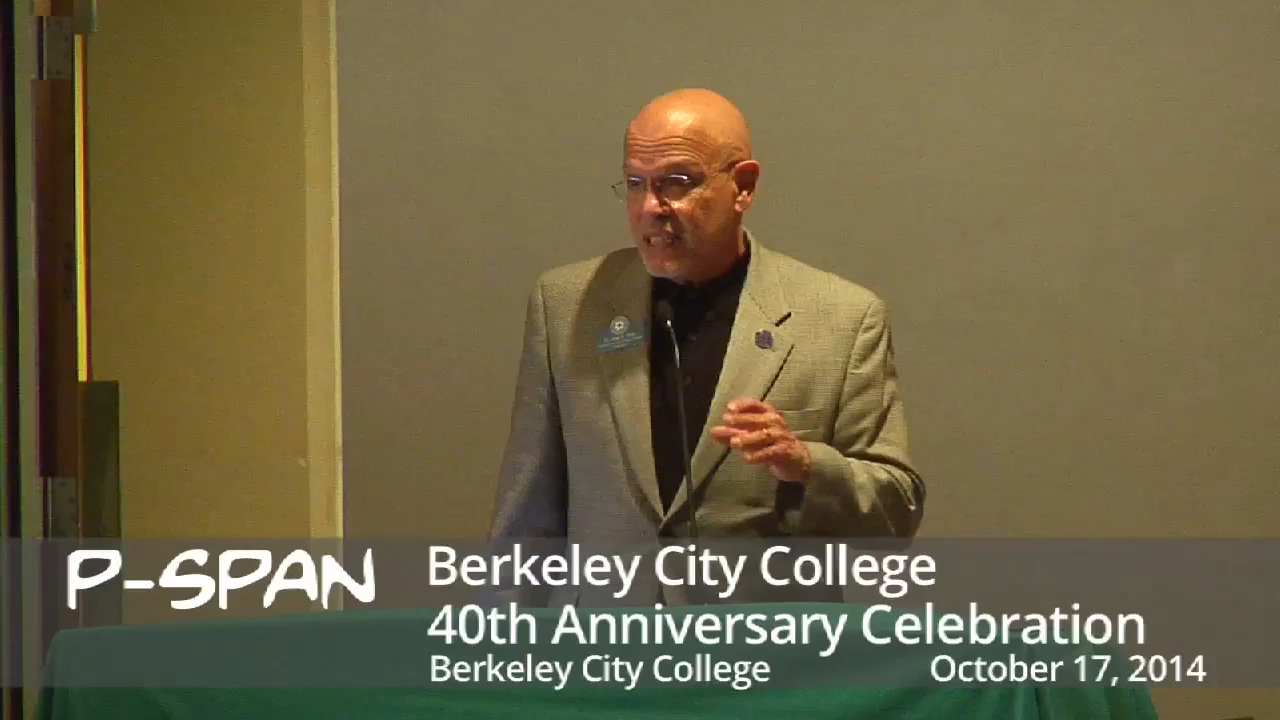 P-SPAN
Berkeley City College
40th Anniversary Celebration
Berkeley City College
October 17, 2014